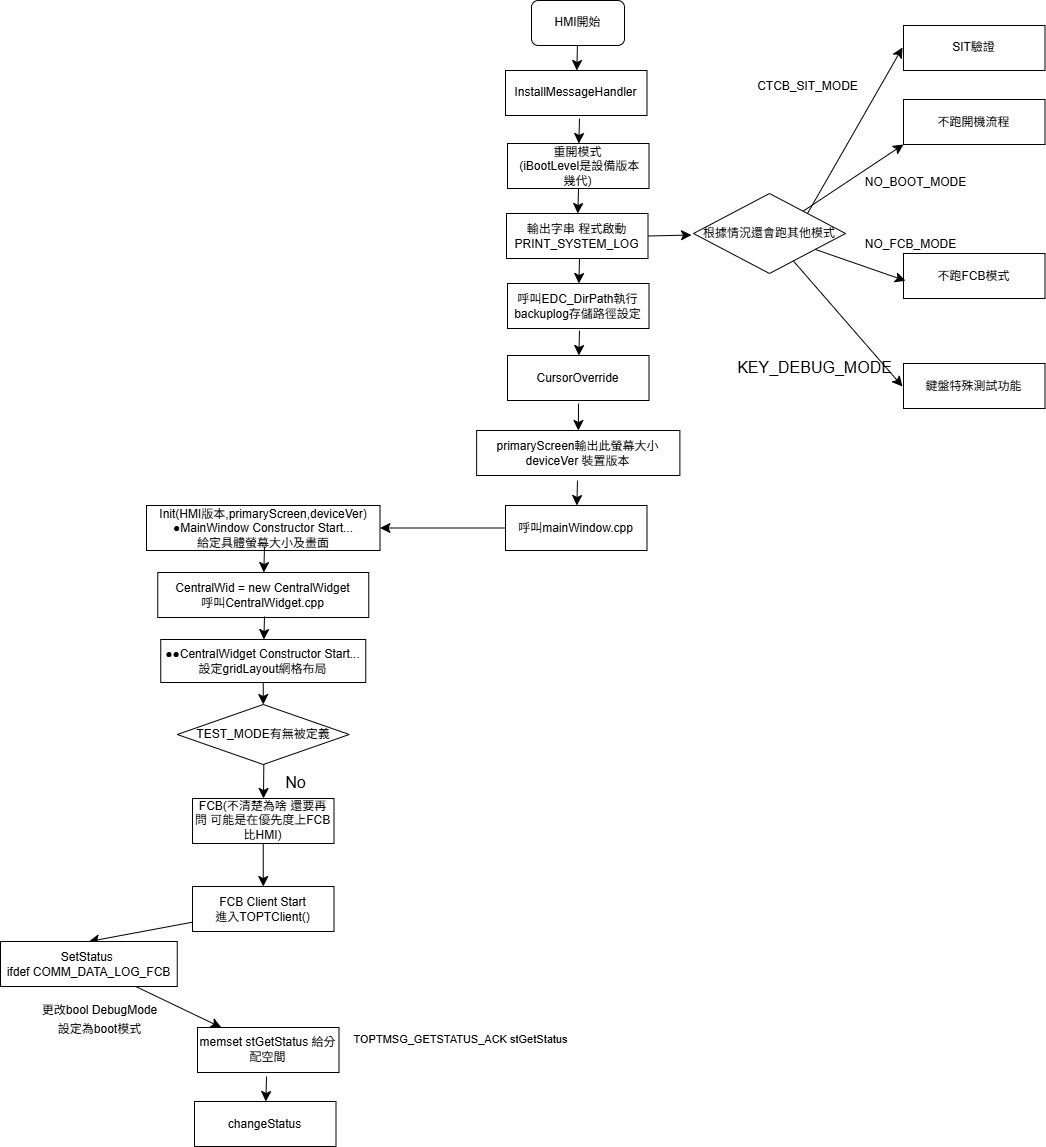 HMI開始
InstallMessageHandler
重開模式
(iBootLevel是設備版本
幾代)
輸出字串 程式啟動
PRINT_SYSTEM_LOG
根據情況還會跑其他模式
CTCB_SIT_MODE
SIT驗證
NO_BOOT_MODE
不跑開機流程
NO_FCB_MODE
不跑FCB模式
KEY_DEBUG_MODE
鍵盤特殊測試功能
呼叫EDC_DirPath執行
backuplog存儲路徑設定
CursorOverride
primaryScreen輸出此螢幕大小
deviceVer 裝置版本
呼叫mainWindow.cpp
Init(HMI版本,primaryScreen,deviceVer)
●MainWindow Constructor Start...
給定具體螢幕大小及畫面
CentralWid = new CentralWidget
呼叫CentralWidget.cpp
●●CentralWidget Constructor Start...
設定gridLayout網格布局
TEST_MODE有無被定義
No
FCB(不清楚為啥 還要再
問 可能是在優先度上FCB
比HMI)
FCB Client Start
進入TOPTClient()
SetStatus
ifdef COMM_DATA_LOG_FCB
更改bool DebugMode
設定為boot模式
memset stGetStatus 給分
配空間
TOPTMSG_GETSTATUS_ACK stGetStatus
changeStatus